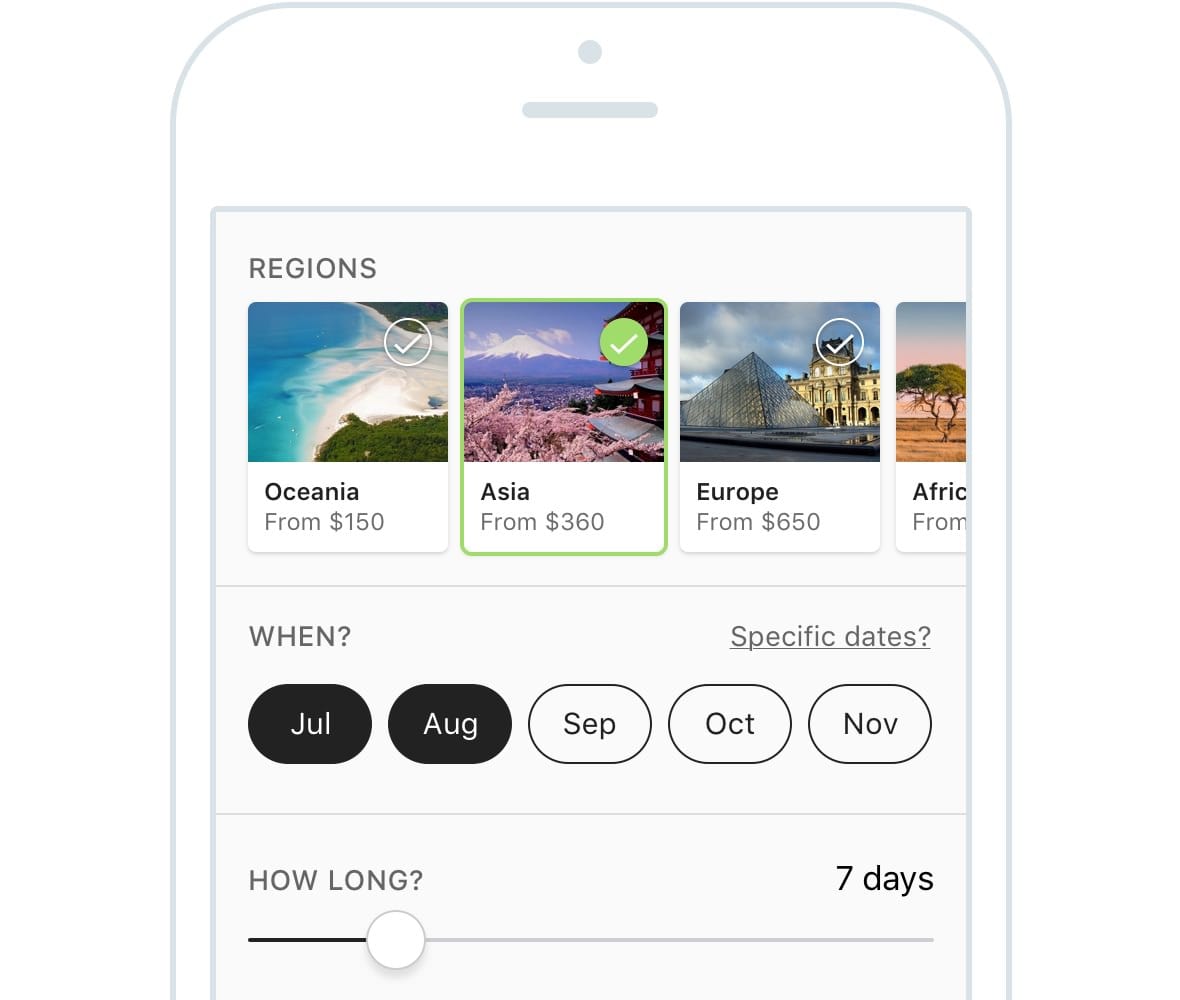 REGIONS
Oceania
From $150
Asia
From $360
Europe
From $650
Afric
From
WHEN?
Specific dates?
Jul
Aug
Sep
Oct
Nov
HOW LONG?
7 days